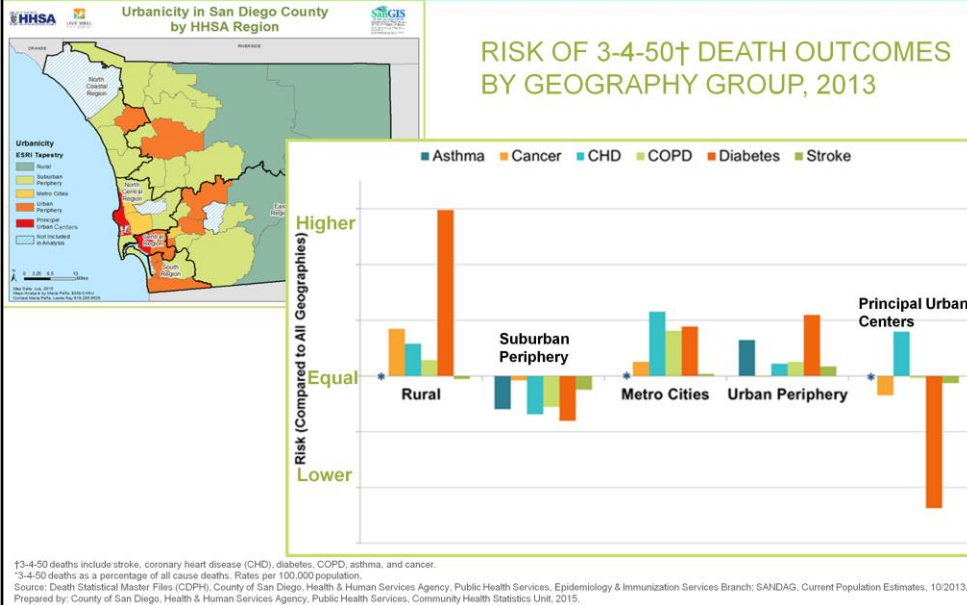 HHSA
LIVE WELL
SanGIS
Urbanicity in San Diego County
by HHSA Region
ORANGE
RIVERSIDE
North
Coastal
Region
North
Central
Region
Central
Region
South
Region
East
Urbanicity
ESRI Tapestry
Rural
Suburban
Periphery
Metro Cities
Urban
Periphery
Principal
Urban Centers
Not Included
in Analysis
RISK OF 3-4-50† DEATH OUTCOMES
BY GEOGRAPHY GROUP, 2013
Asthma Cancer CHD COPD Diabetes Stroke
Risk (Compared to All Geographies)
Higher
Equal
Lower
* Rural
Suburban
Periphery
* Metro Cities
Urban Periphery
Principal Urban
Centers
*
†3-4-50 deaths include stroke, coronary heart disease (CHD), diabetes, COPD, asthma, and cancer.
*3-4-50 deaths as a percentage of all cause deaths. Rates per 100,000 population.
Source: Death Statistical Master Files (CDPH), County of San Diego, Health & Human Services Agency, Public Health Services, Epidemiology & Immunization Services Branch; SANDAG, Current Population Estimates, 10/2013.
Prepared by: County of San Diego, Health & Human Services Agency, Public Health Services, Community Health Statistics Unit, 2015.